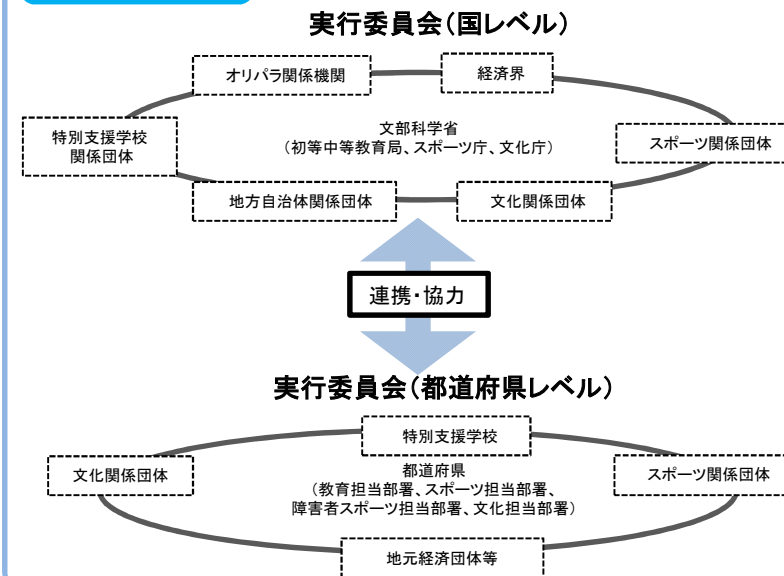 実行委員会(国レベル)
オリパラ関係機関
経済界
特別支援学校
関係団体
文部科学省
(初等中等教育局、スポーツ庁、文化庁)
スポーツ関係団体
地方自治体関係団体
文化関係団体
連携・協力
実行委員会(都道府県レベル)
特別支援学校
文化関係団体
都道府県
(教育担当部署、スポーツ担当部署、
障害者スポーツ担当部署、文化担当部署)
スポーツ関係団体
地元経済団体等